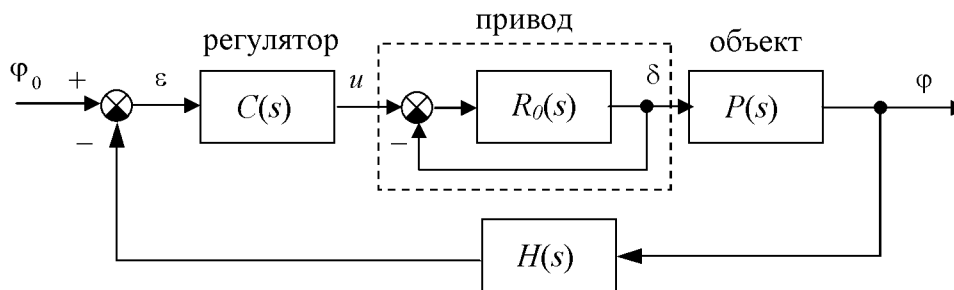 привод
регулятор
объект
φ₀
+
ε
C(s)
u
R₀(s)
δ
P(s)
φ
−
−
H(s)